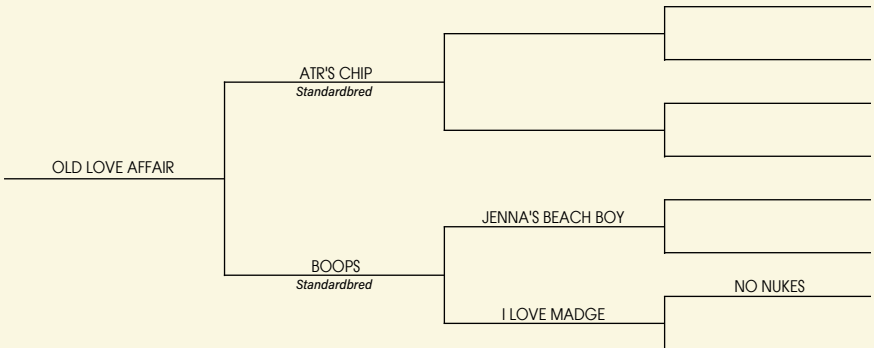 ATR'S CHIP
Standardbred
OLD LOVE AFFAIR
JENNA'S BEACH BOY
BOOPS
Standardbred
NO NUKES
I LOVE MADGE